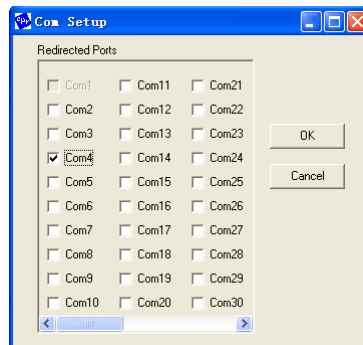 Com Setup
Redirected Ports
Com1 Com11 Com21
Com2 Com12 Com22
Com3 Com13 Com23
Com4 Com14 Com24
Com5 Com15 Com25
Com6 Com16 Com26
Com7 Com17 Com27
Com8 Com18 Com28
Com9 Com19 Com29
Com10 Com20 Com30
OK
Cancel